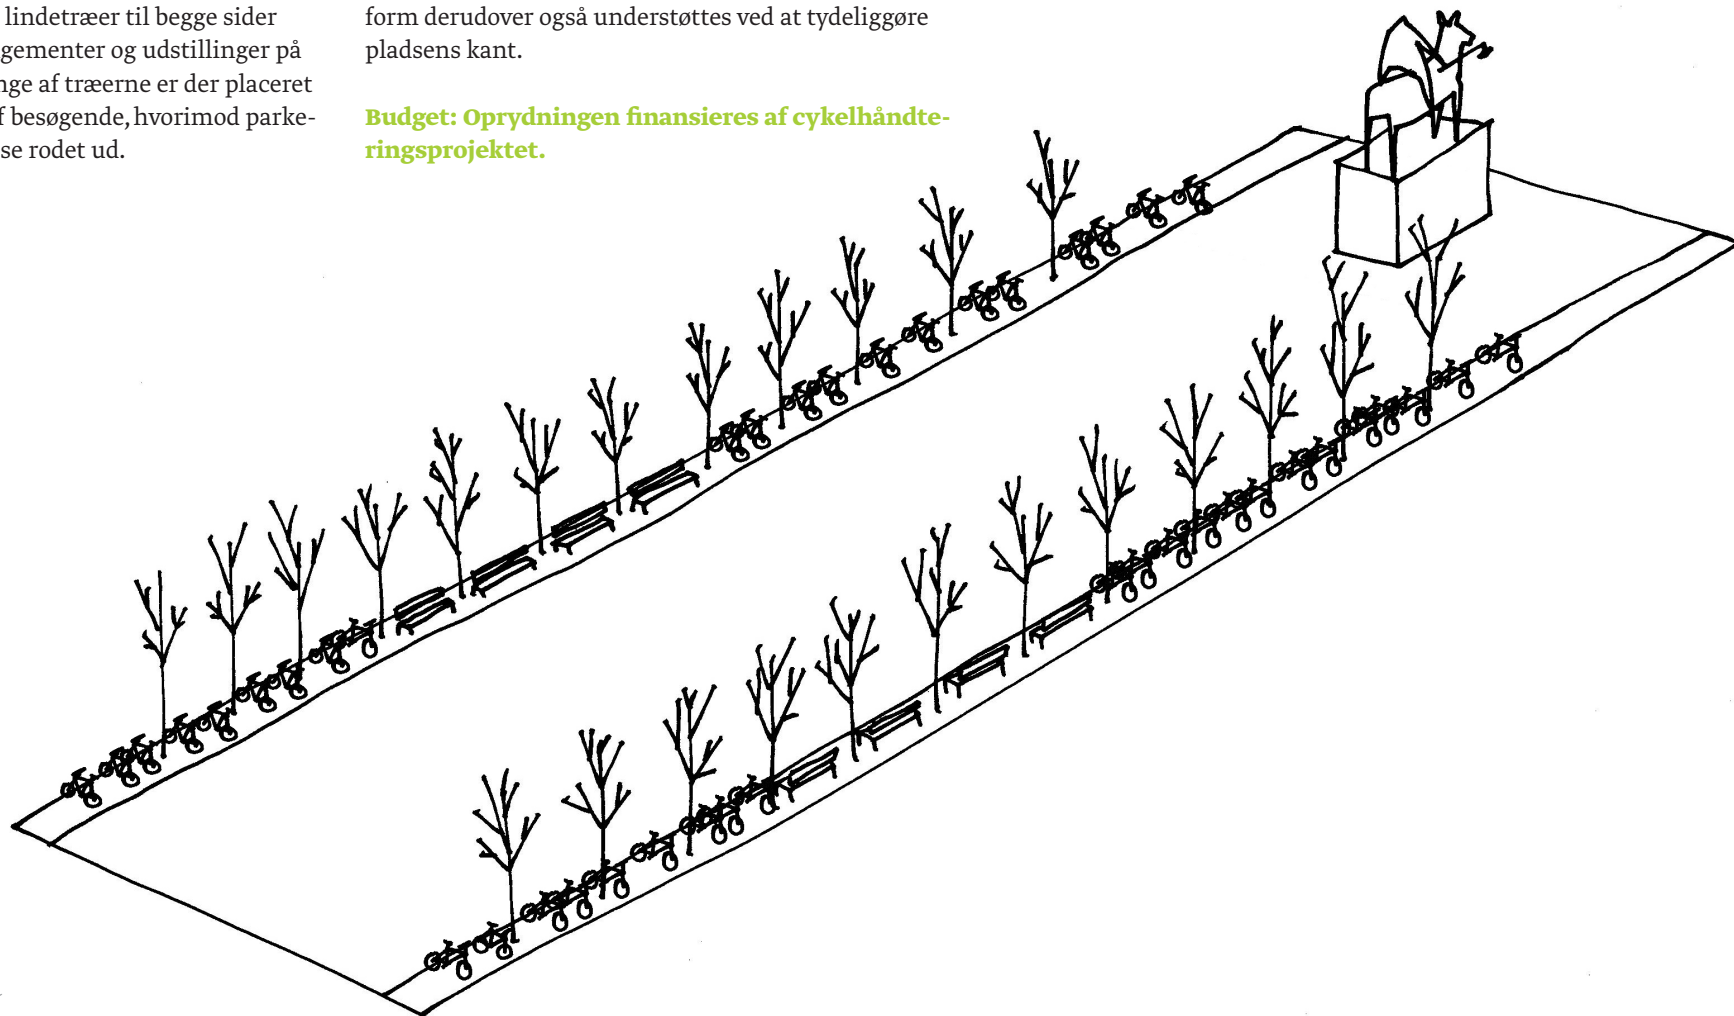 lindetræer til begge sider
gementer og udstillinger på
nge af træerne er der placeret
f besøgende, hvorimod parke-
se rodet ud.
form derudover også understøttes ved at tydeliggøre
pladsens kant.
Budget: Oprydningen finansieres af cykelhåndte-
ringsprojektet.